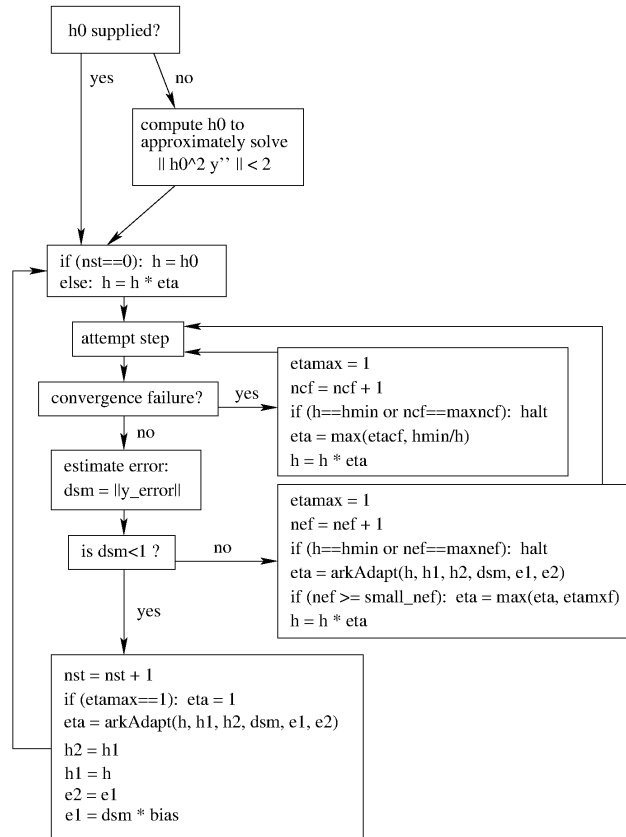 h0 supplied?
yes
no
compute h0 to
approximately solve
|| h0^2 y’’ || < 2
if (nst==0):  h = h0
else:  h = h * eta
attempt step
convergence failure?
yes
etamax = 1
ncf = ncf + 1
if (h==hmin or ncf==maxncf):  halt
eta = max(etacf, hmin/h)
h = h * eta
no
estimate error:
dsm = ||y_error||
is dsm<1 ?
no
etamax = 1
nef = nef + 1
if (h==hmin or nef==maxnef):  halt
eta = arkAdapt(h, h1, h2, dsm, e1, e2)
if (nef >= small_nef):  eta = max(eta, etamxf)
h = h * eta
yes
nst = nst + 1
if (etamax==1):  eta = 1
eta = arkAdapt(h, h1, h2, dsm, e1, e2)
h2 = h1
h1 = h
e2 = e1
e1 = dsm * bias